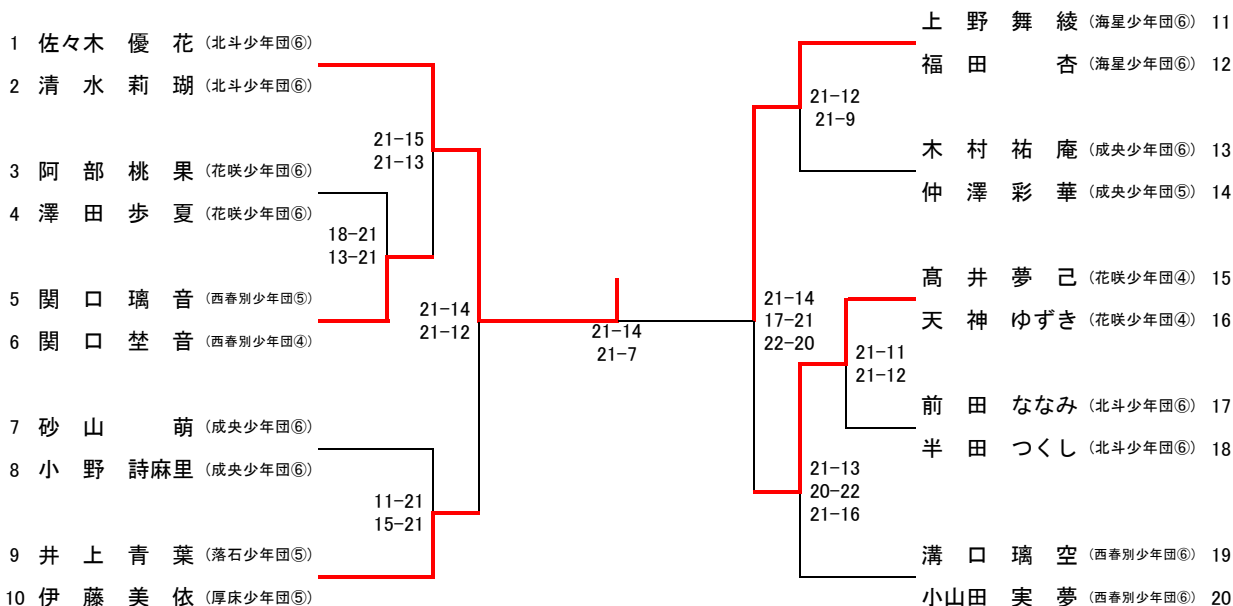 1 佐々木 優 花 (北斗少年団⑥)
2 清 水 莉 瑚 (北斗少年団⑥)
21-15
21-13
3 阿 部 桃 果 (花咲少年団⑥)
4 澤 田 歩 夏 (花咲少年団⑥)
18-21
13-21
5 関 口 璃 音 (西春別少年団⑤)
6 関 口 埜 音 (西春別少年団④)
21-14
21-12
7 砂 山 萌 (成央少年団⑥)
8 小 野 詩麻里 (成央少年団⑥)
11-21
15-21
9 井 上 青 葉 (落石少年団⑤)
10 伊 藤 美 依 (厚床少年団⑤)
21-14
21-7
上 野 舞 綾 (海星少年団⑥) 11
福 田 杏 (海星少年団⑥) 12
21-12
21-9
木 村 祐 庵 (成央少年団⑥) 13
仲 澤 彩 華 (成央少年団⑤) 14
21-14
17-21
22-20
髙 井 夢 己 (花咲少年団④) 15
天 神 ゆずき (花咲少年団④) 16
21-11
21-12
前 田 ななみ (北斗少年団⑥) 17
半 田 つくし (北斗少年団⑥) 18
21-13
20-22
21-16
溝 口 璃 空 (西春別少年団⑥) 19
小山田 実 夢 (西春別少年団⑥) 20